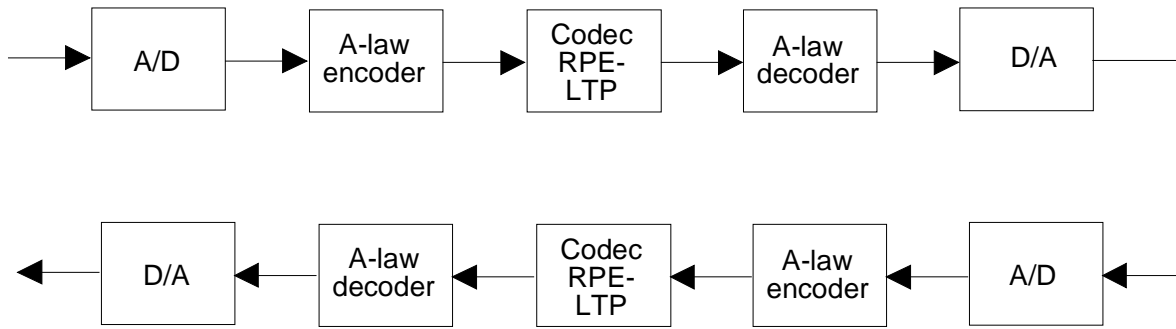 A/D
A-law
encoder
Codec
RPE-
LTP
A-law
decoder
D/A
D/A
A-law
decoder
Codec
RPE-
LTP
A-law
encoder
A/D